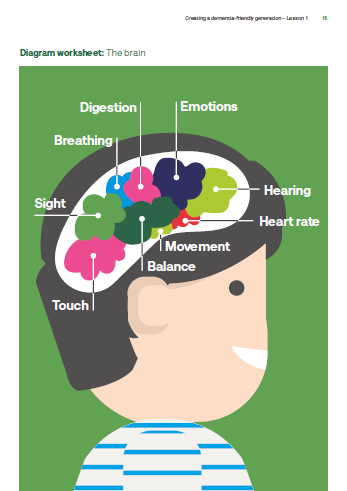 Creating a dementia-friendly generation – Lesson 1 15
Diagram worksheet: The brain
Digestion
Emotions
Breathing
Hearing
Sight
Heart rate
Movement
Balance
Touch